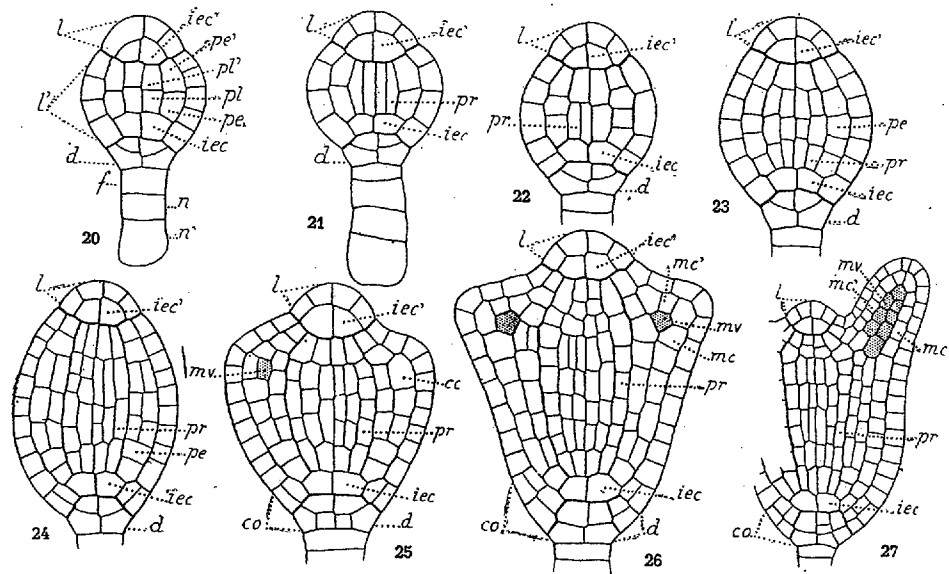 l iec' pe' pl' l' pl pe iec d f n n' 20
l iec' pr iec d 21
l iec' pr iec d 22
l iec' pe pr iec d 23
l iec' pr pe iec d 24
l iec' mv cc pr iec co d 25
l iec' mc' mv mc pr iec co d 26
mv mc' l mc pr iec co 27